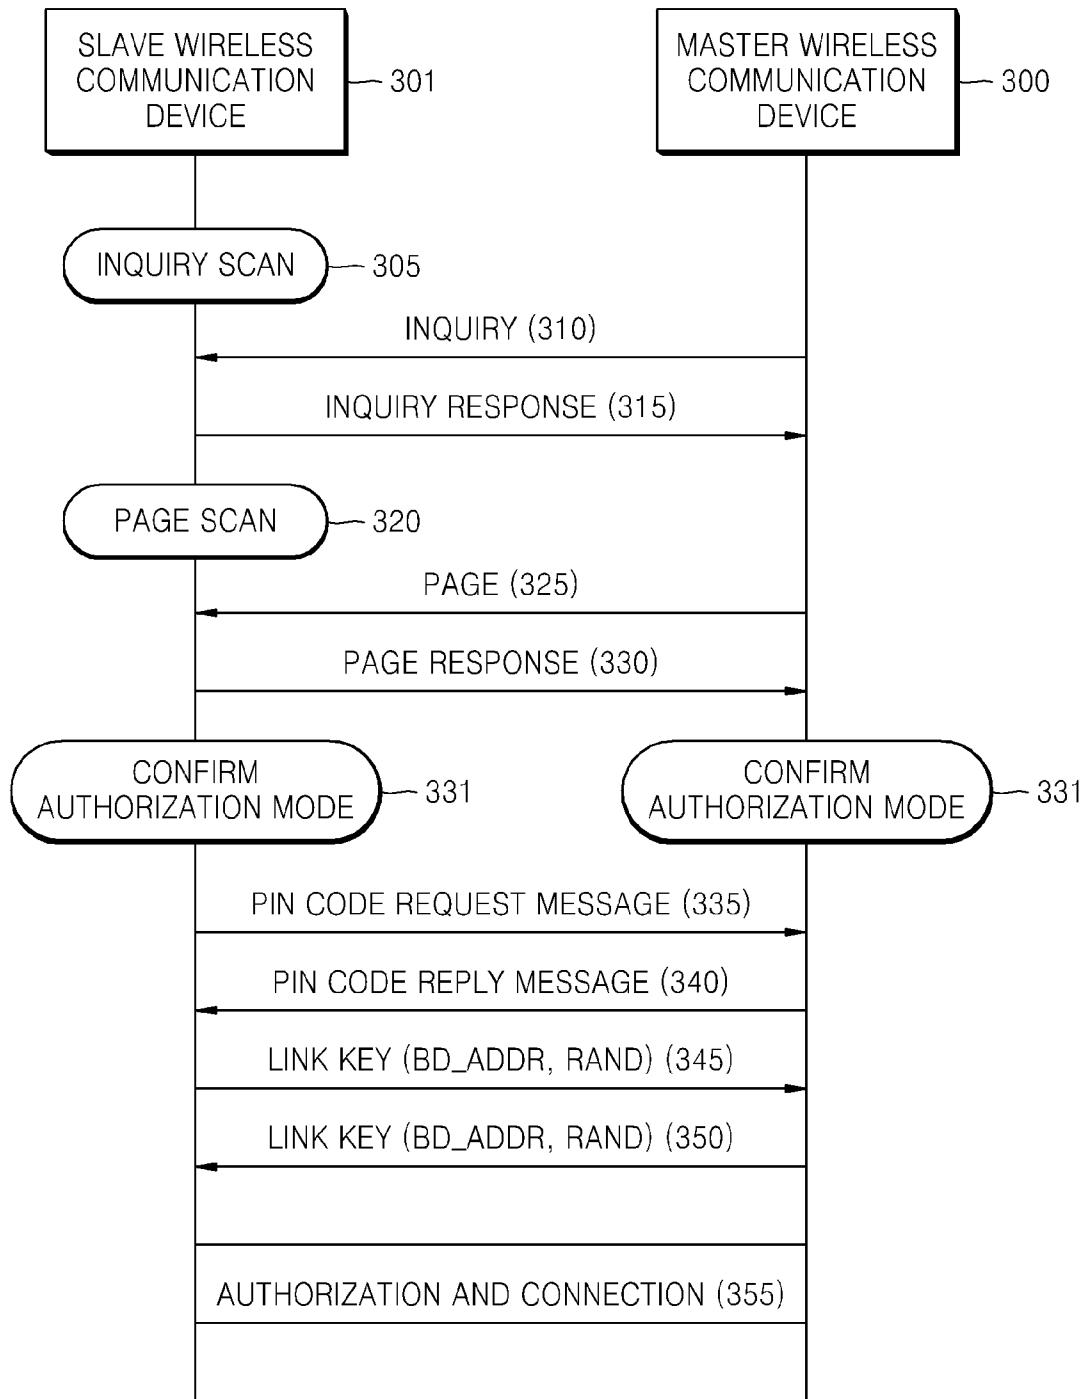 SLAVE WIRELESS
COMMUNICATION
DEVICE
301
MASTER WIRELESS
COMMUNICATION
DEVICE
300
INQUIRY SCAN
305
INQUIRY (310)
INQUIRY RESPONSE (315)
PAGE SCAN
320
PAGE (325)
PAGE RESPONSE (330)
CONFIRM
AUTHORIZATION MODE
331
CONFIRM
AUTHORIZATION MODE
331
PIN CODE REQUEST MESSAGE (335)
PIN CODE REPLY MESSAGE (340)
LINK KEY (BD_ADDR, RAND) (345)
LINK KEY (BD_ADDR, RAND) (350)
AUTHORIZATION AND CONNECTION (355)